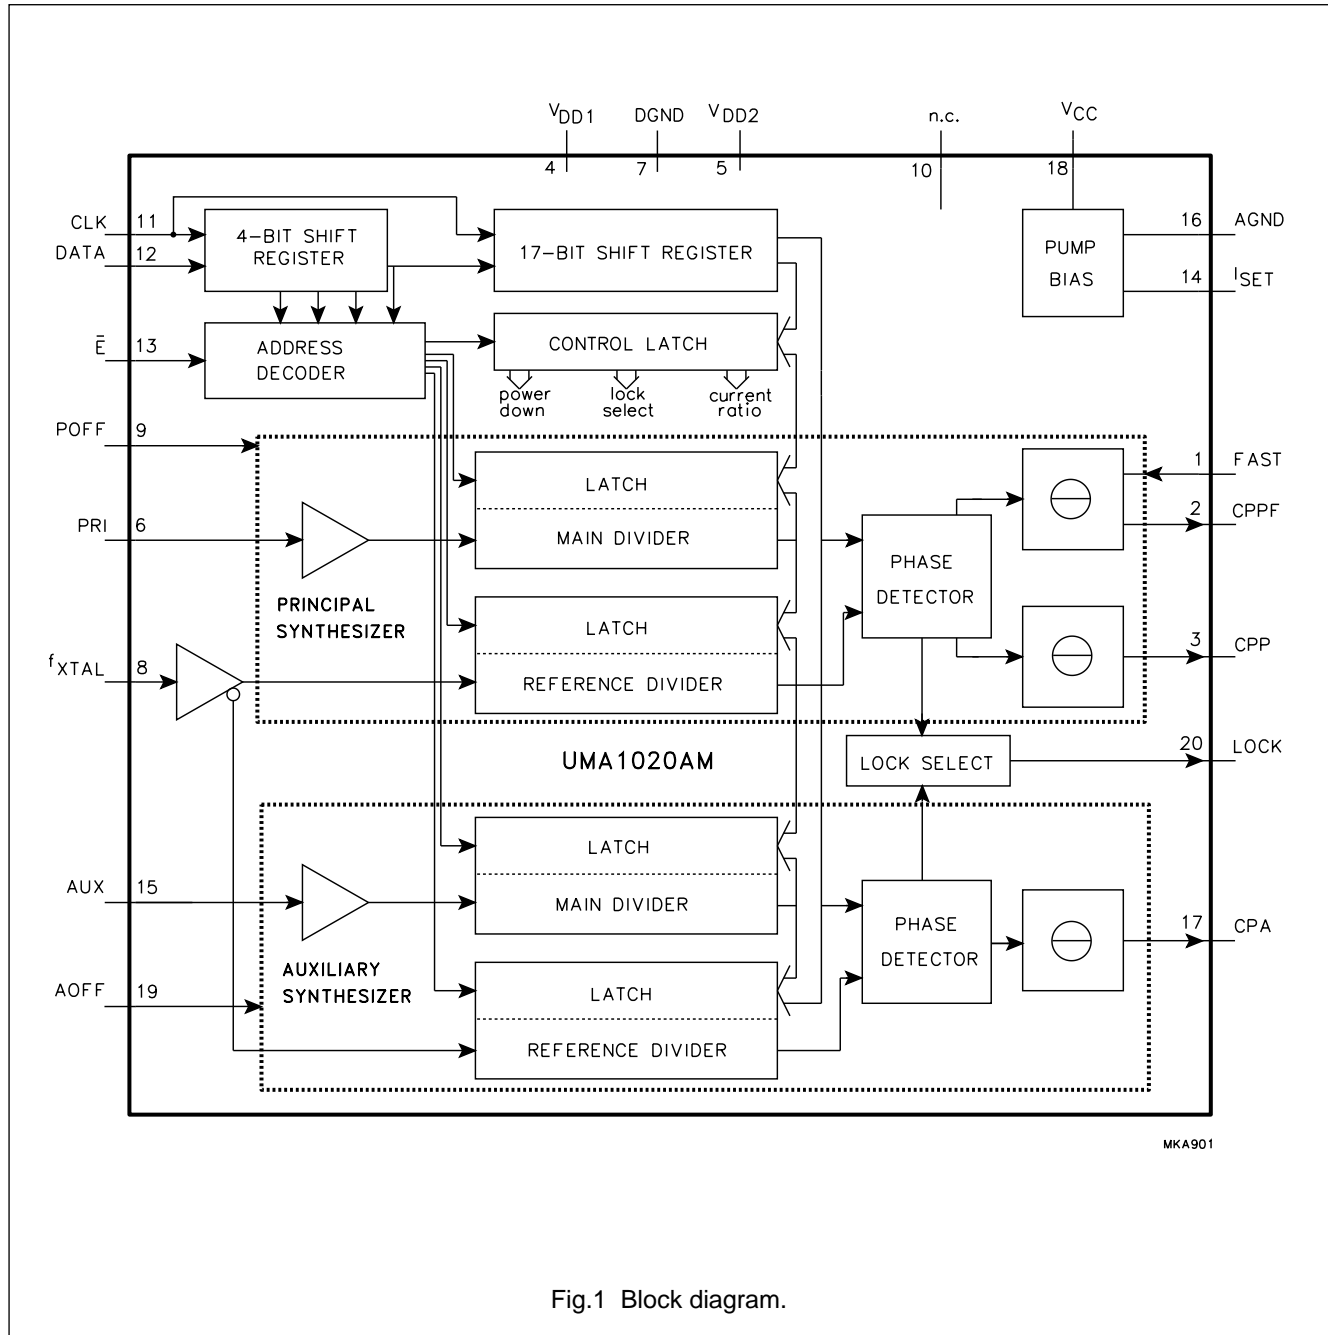 VDD1 DGND VDD2 n.c. VCC
4 7 5 10 18
CLK 11
DATA 12
4-BIT SHIFT
REGISTER
17-BIT SHIFT REGISTER
PUMP
BIAS
16 AGND
14 ISET
Ē 13
ADDRESS
DECODER
CONTROL LATCH
power
down
lock
select
current
ratio
POFF 9
PRI 6
LATCH
MAIN DIVIDER
PHASE
DETECTOR
1 FAST
2 CPPF
PRINCIPAL
SYNTHESIZER
LATCH
REFERENCE DIVIDER
3 CPP
fXTAL 8
UMA1020AM
LOCK SELECT
20 LOCK
AUX 15
LATCH
MAIN DIVIDER
PHASE
DETECTOR
17 CPA
AUXILIARY
SYNTHESIZER
AOFF 19
LATCH
REFERENCE DIVIDER
MKA901
Fig.1 Block diagram.